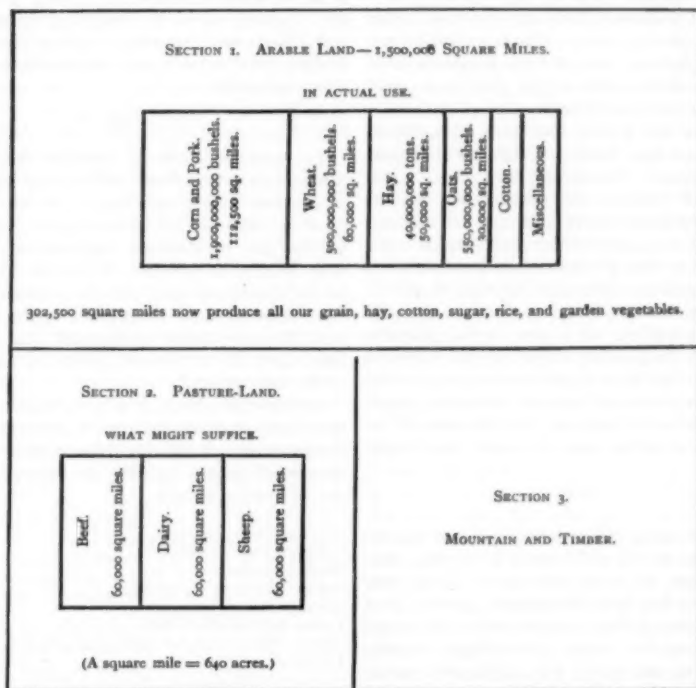 SECTION 1. ARABLE LAND—1,500,000 SQUARE MILES.
IN ACTUAL USE.
Corn and Pork.
1,900,000,000 bushels.
112,500 sq. miles.
Wheat.
500,000,000 bushels.
60,000 sq. miles.
Hay.
40,000,000 tons.
50,000 sq. miles.
Oats.
550,000,000 bushels.
30,000 sq. miles.
Cotton.
Miscellaneous.
302,500 square miles now produce all our grain, hay, cotton, sugar, rice, and garden vegetables.
SECTION 2. PASTURE-LAND.
WHAT MIGHT SUFFICE.
Beef.
60,000 square miles.
Dairy.
60,000 square miles.
Sheep.
60,000 square miles.
(A square mile = 640 acres.)
SECTION 3.
MOUNTAIN AND TIMBER.